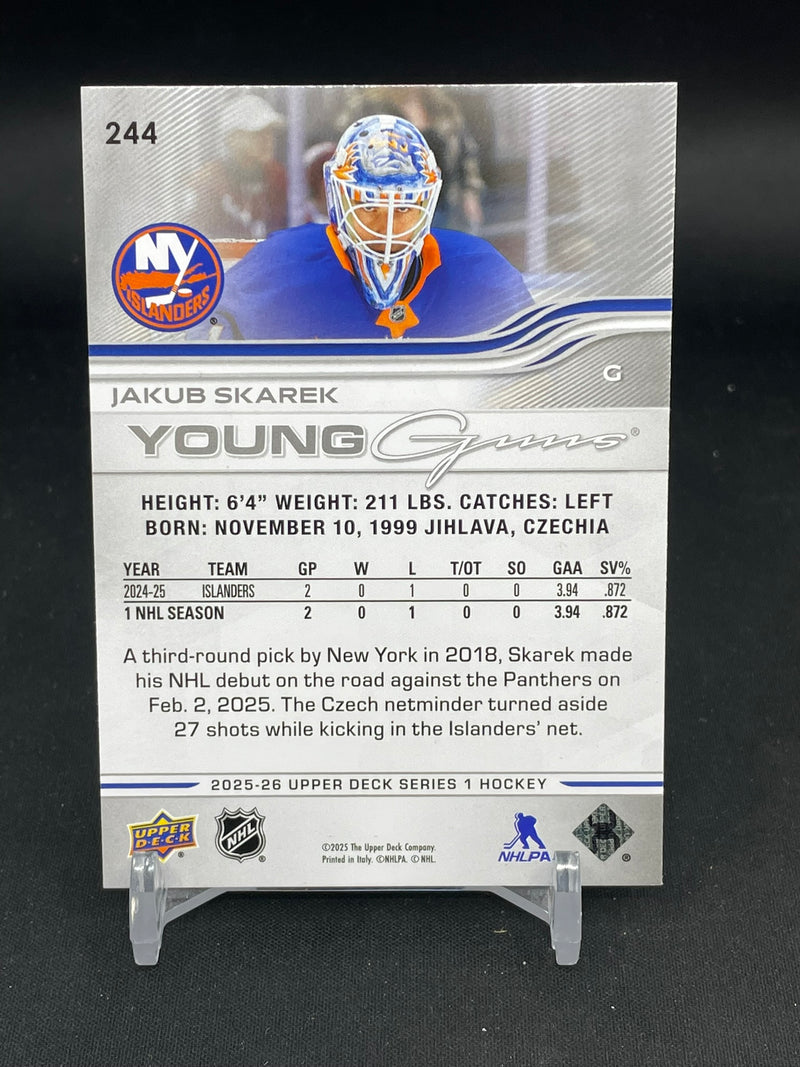 244
NY
ISLANDERS
®
G
JAKUB SKAREK
YOUNG Guns®
HEIGHT: 6'4" WEIGHT: 211 LBS. CATCHES: LEFT
BORN: NOVEMBER 10, 1999 JIHLAVA, CZECHIA
YEAR TEAM GP W L T/OT SO GAA SV%
2024-25 ISLANDERS 2 0 1 0 0 3.94 .872
1 NHL SEASON 2 0 1 0 0 3.94 .872
A third-round pick by New York in 2018, Skarek made
his NHL debut on the road against the Panthers on
Feb. 2, 2025. The Czech netminder turned aside
27 shots while kicking in the Islanders' net.
2025-26 UPPER DECK SERIES 1 HOCKEY
UPPER
D·E·C·K
®
NHL
®
©2025 The Upper Deck Company.
Printed in Italy. ©NHLPA. © NHL.
NHLPA
®